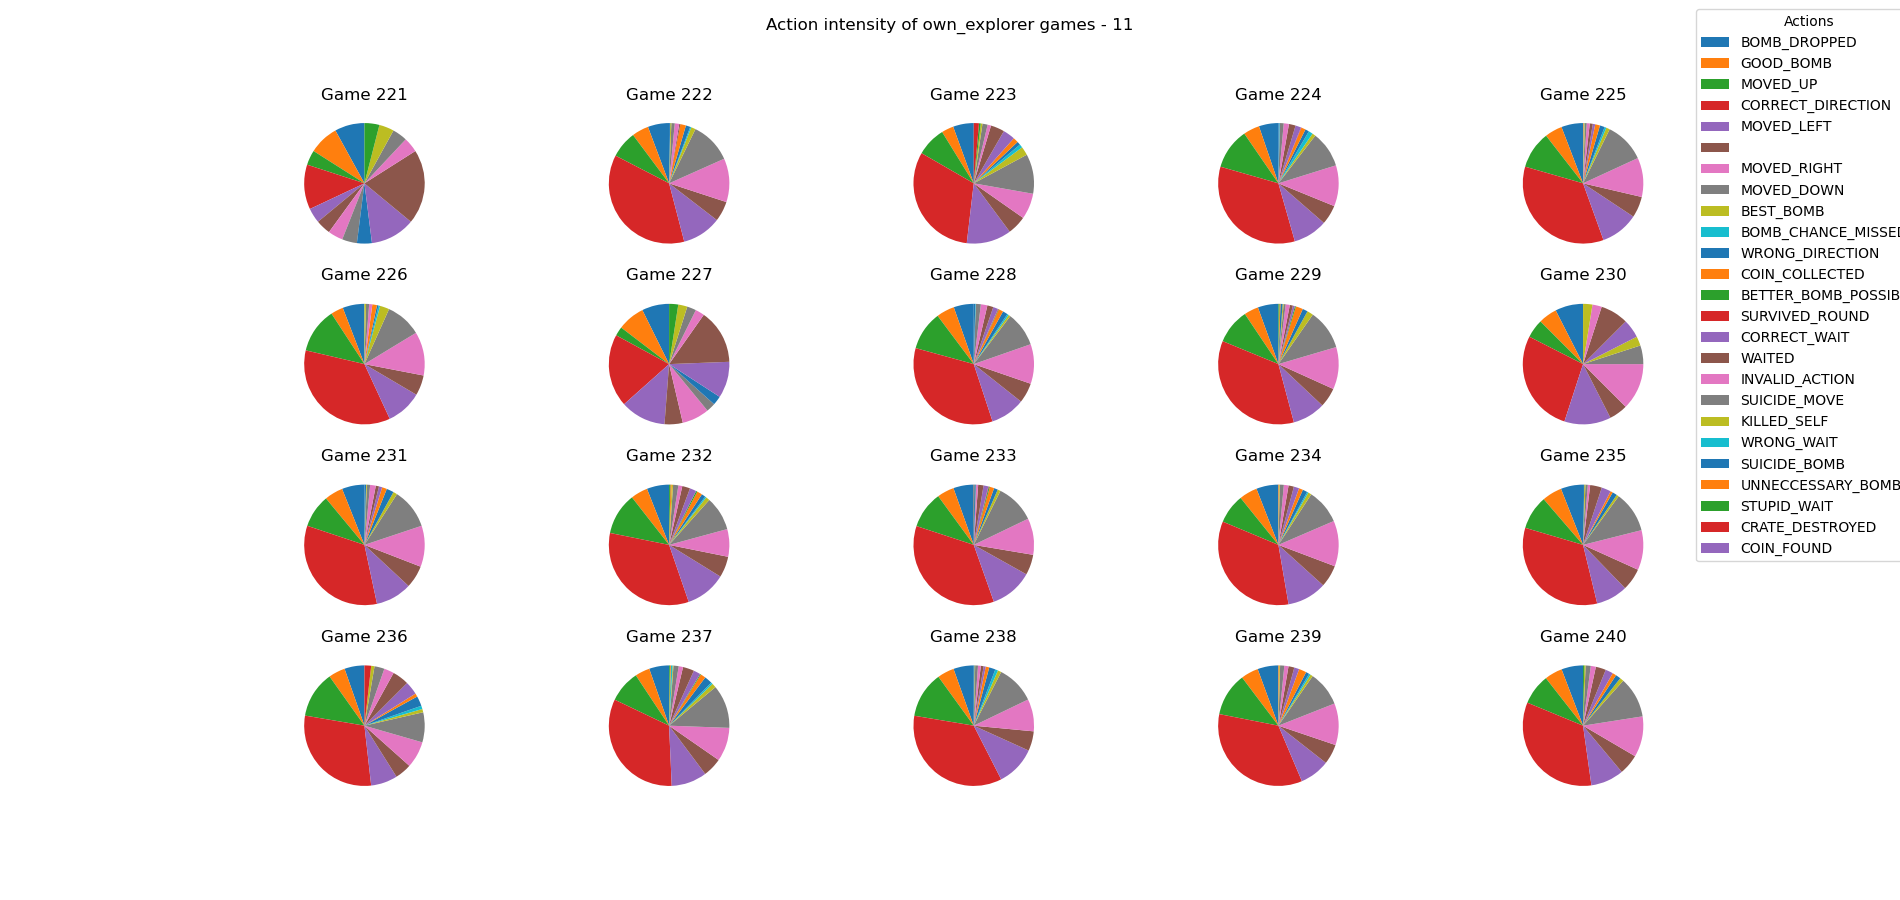 Action intensity of own_explorer games - 11
Actions
BOMB_DROPPED
GOOD_BOMB
MOVED_UP
CORRECT_DIRECTION
MOVED_LEFT
MOVED_RIGHT
MOVED_DOWN
BEST_BOMB
BOMB_CHANCE_MISSED
WRONG_DIRECTION
COIN_COLLECTED
BETTER_BOMB_POSSIB
SURVIVED_ROUND
CORRECT_WAIT
WAITED
INVALID_ACTION
SUICIDE_MOVE
KILLED_SELF
WRONG_WAIT
SUICIDE_BOMB
UNNECCESSARY_BOMB
STUPID_WAIT
CRATE_DESTROYED
COIN_FOUND
Game 221
Game 222
Game 223
Game 224
Game 225
Game 226
Game 227
Game 228
Game 229
Game 230
Game 231
Game 232
Game 233
Game 234
Game 235
Game 236
Game 237
Game 238
Game 239
Game 240